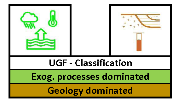 UGF - Classification
Exog. processes dominated
Geology dominated